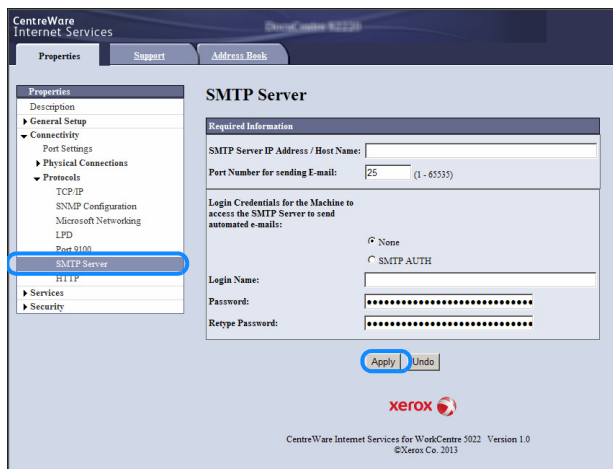 CentreWare
Internet Services
Properties
Support
Address Book
Properties
Description
General Setup
Connectivity
Port Settings
Physical Connections
Protocols
TCP/IP
SNMP Configuration
Microsoft Networking
LPD
Port 9100
SMTP Server
HTTP
Services
Security
SMTP Server
Required Information
SMTP Server IP Address / Host Name:
Port Number for sending E-mail: 25 (1 - 65535)
Login Credentials for the Machine to
access the SMTP Server to send
automated e-mails:
None
SMTP AUTH
Login Name:
Password:
Retype Password:
Apply Undo
xerox
CentreWare Internet Services for WorkCentre 5022 Version 1.0
©Xerox Co. 2013